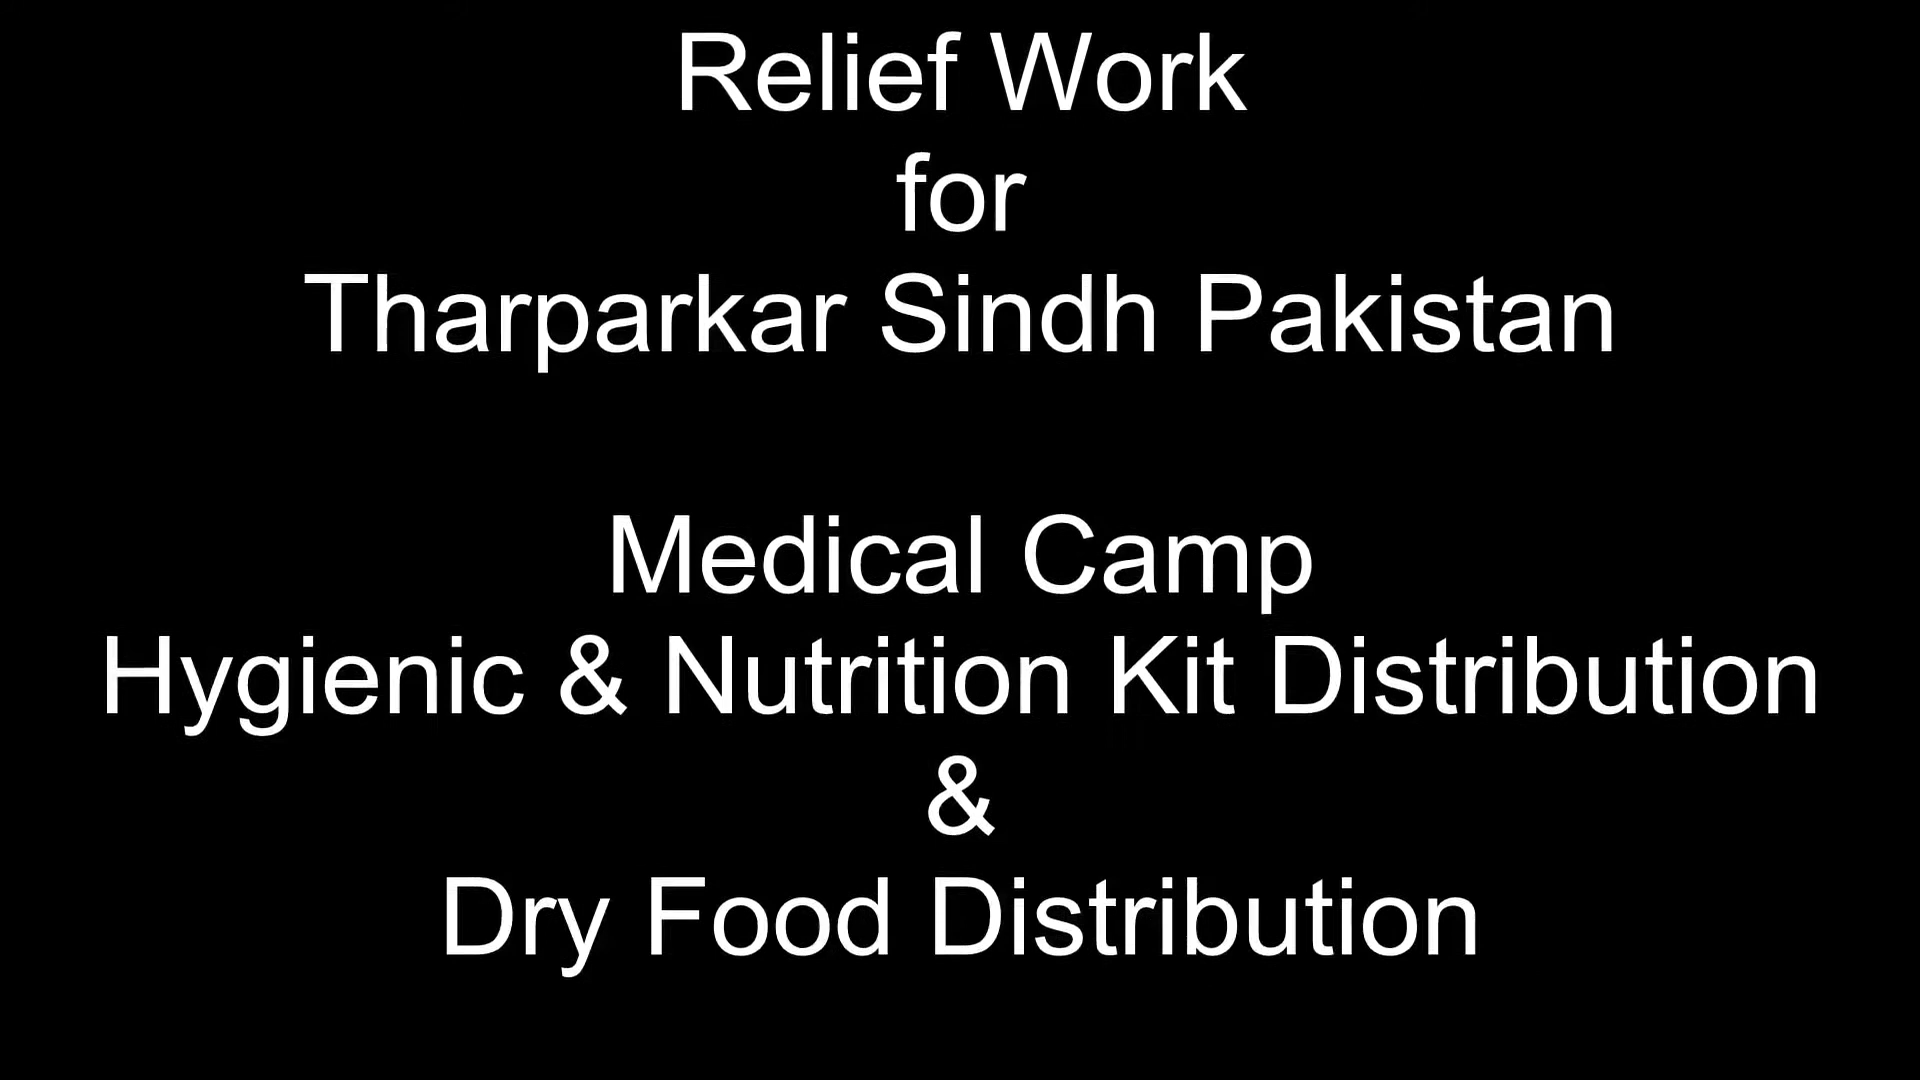 Relief Work
for
Tharparkar Sindh Pakistan
Medical Camp
Hygienic & Nutrition Kit Distribution
&
Dry Food Distribution